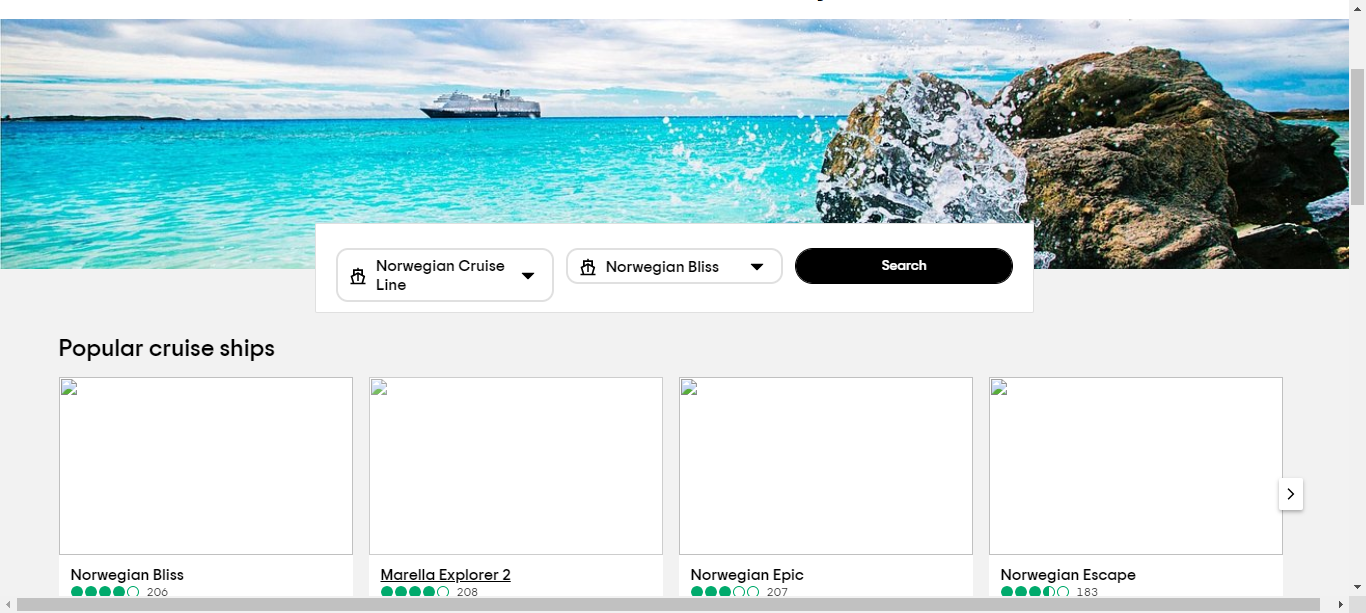 Norwegian Cruise
Line
Norwegian Bliss
Search
Popular cruise ships
Norwegian Bliss
206
Marella Explorer 2
208
Norwegian Epic
207
Norwegian Escape
183